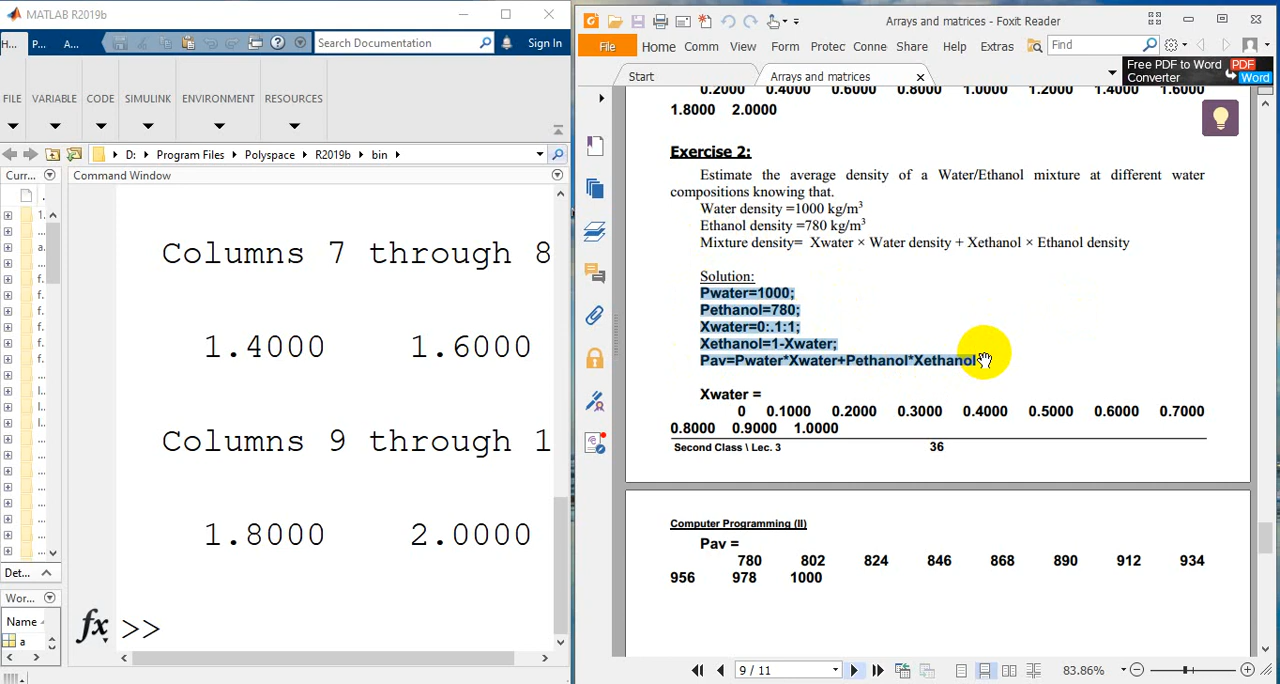 MATLAB R2019b
H... P... A...
Search Documentation
Sign In
FILE VARIABLE CODE SIMULINK ENVIRONMENT RESOURCES
D: Program Files Polyspace R2019b bin
Curr... Command Window
Columns 7 through 8
1.4000 1.6000
Columns 9 through 1
1.8000 2.0000
Det...
Wor...
Name
a
fx >>
Arrays and matrices - Foxit Reader
File Home Comm View Form Protec Conne Share Help Extras Find
Start Arrays and matrices
Free PDF to Word Converter PDF Word
0.2000 0.4000 0.6000 0.8000 1.0000 1.2000 1.4000 1.6000
1.8000 2.0000
Exercise 2:
Estimate the average density of a Water/Ethanol mixture at different water
compositions knowing that.
Water density =1000 kg/m³
Ethanol density =780 kg/m³
Mixture density= Xwater × Water density + Xethanol × Ethanol density
Solution:
Pwater=1000;
Pethanol=780;
Xwater=0:.1:1;
Xethanol=1-Xwater;
Pav=Pwater*Xwater+Pethanol*Xethanol
Xwater =
0 0.1000 0.2000 0.3000 0.4000 0.5000 0.6000 0.7000
0.8000 0.9000 1.0000
Second Class \ Lec. 3 36
Computer Programming (II)
Pav =
780 802 824 846 868 890 912 934
956 978 1000
9 / 11
83.86%